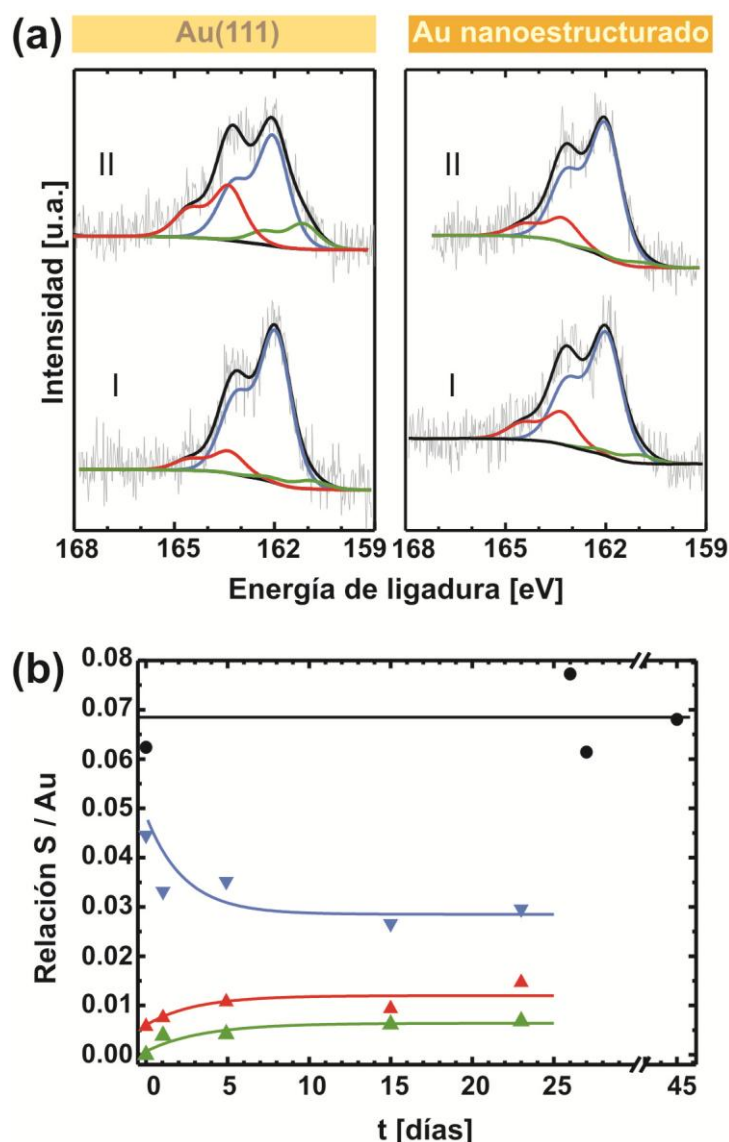 (a)
Au(111)
Au nanoestructurado
Intensidad [u.a.]
II
II
I
I
168 165 162 159
168 165 162 159
Energía de ligadura [eV]
(b)
Relación S / Au
0.08
0.07
0.06
0.05
0.04
0.03
0.02
0.01
0.00
0 5 10 15 20 25 45
t [días]